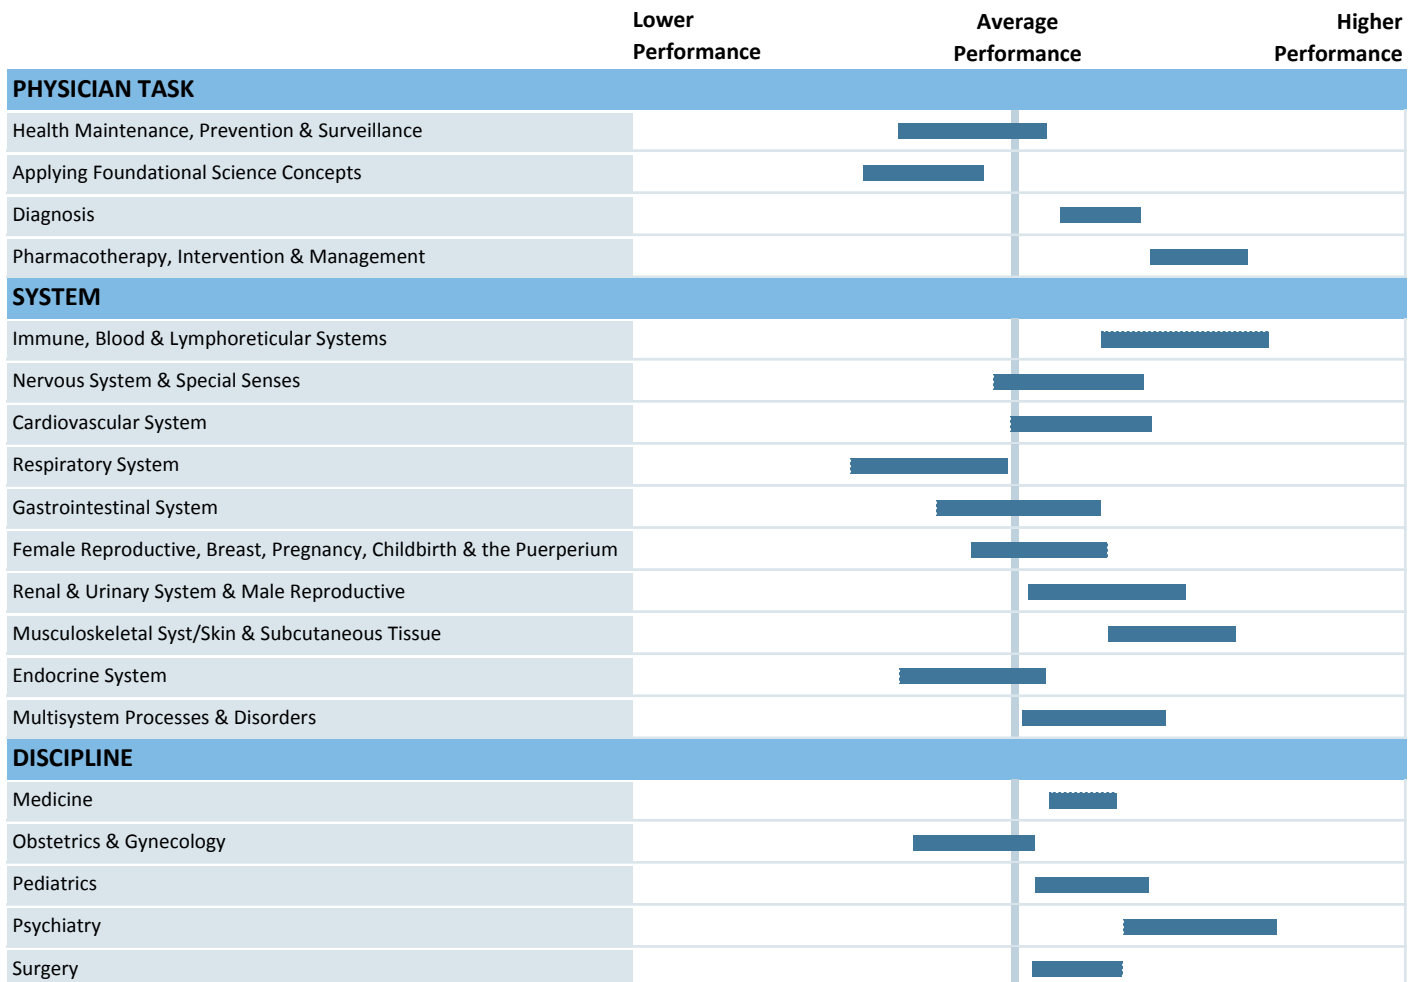 Lower Average Higher
Performance Performance Performance
PHYSICIAN TASK
Health Maintenance, Prevention & Surveillance
Applying Foundational Science Concepts
Diagnosis
Pharmacotherapy, Intervention & Management
SYSTEM
Immune, Blood & Lymphoreticular Systems
Nervous System & Special Senses
Cardiovascular System
Respiratory System
Gastrointestinal System
Female Reproductive, Breast, Pregnancy, Childbirth & the Puerperium
Renal & Urinary System & Male Reproductive
Musculoskeletal Syst/Skin & Subcutaneous Tissue
Endocrine System
Multisystem Processes & Disorders
DISCIPLINE
Medicine
Obstetrics & Gynecology
Pediatrics
Psychiatry
Surgery